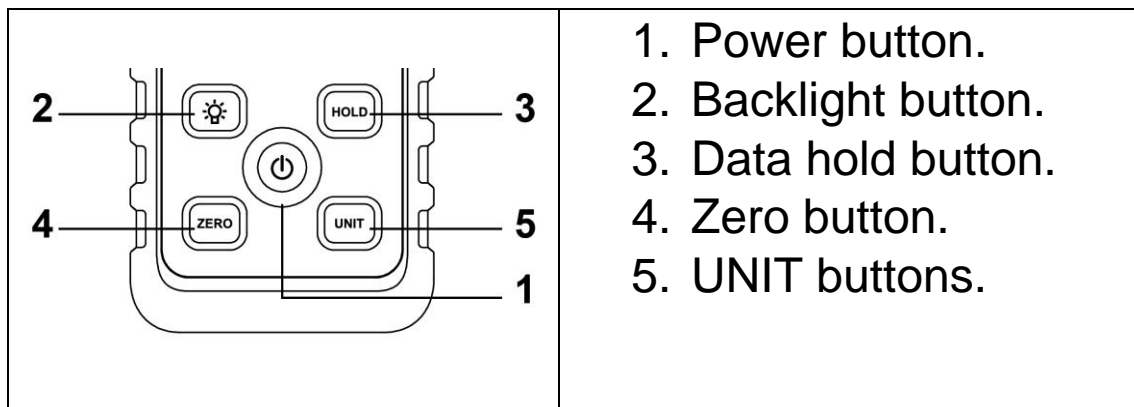 2
HOLD
3
4
ZERO
UNIT
5
1
1. Power button.
2. Backlight button.
3. Data hold button.
4. Zero button.
5. UNIT buttons.